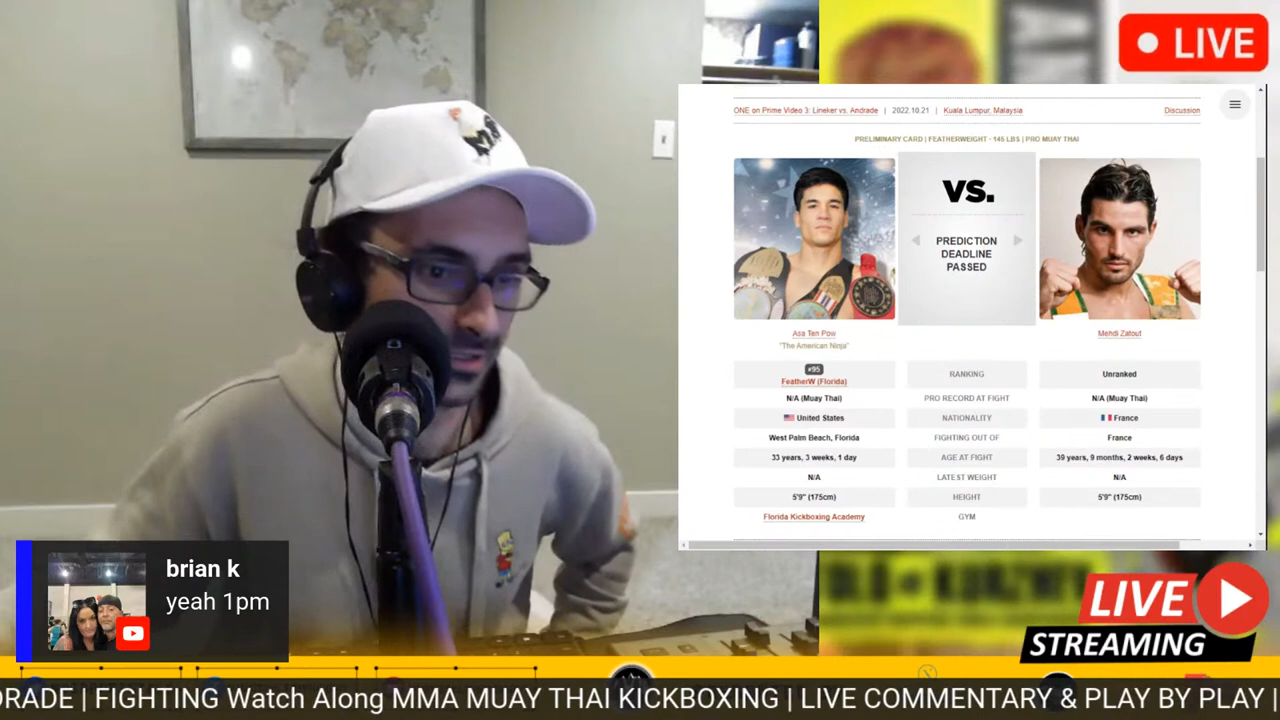 LIVE
ONE on Prime Video 3: Lineker vs. Andrade | 2022.10.21 | Kuala Lumpur, Malaysia Discussion
PRELIMINARY CARD | FEATHERWEIGHT · 145 LBS | PRO MUAY THAI
VS.
PREDICTION
DEADLINE
PASSED
Asa Ten Pow Mehdi Zatout
"The American Ninja"
#95
FeatherW (Florida) RANKING Unranked
N/A (Muay Thai) PRO RECORD AT FIGHT N/A (Muay Thai)
United States NATIONALITY France
West Palm Beach, Florida FIGHTING OUT OF France
33 years, 3 weeks, 1 day AGE AT FIGHT 39 years, 9 months, 2 weeks, 6 days
N/A LATEST WEIGHT N/A
5'9" (175cm) HEIGHT 5'9" (175cm)
Florida Kickboxing Academy GYM
brian k
yeah 1pm
LIVE
STREAMING
DRADE | FIGHTING Watch Along MMA MUAY THAI KICKBOXING | LIVE COMMENTARY & PLAY BY PLAY |